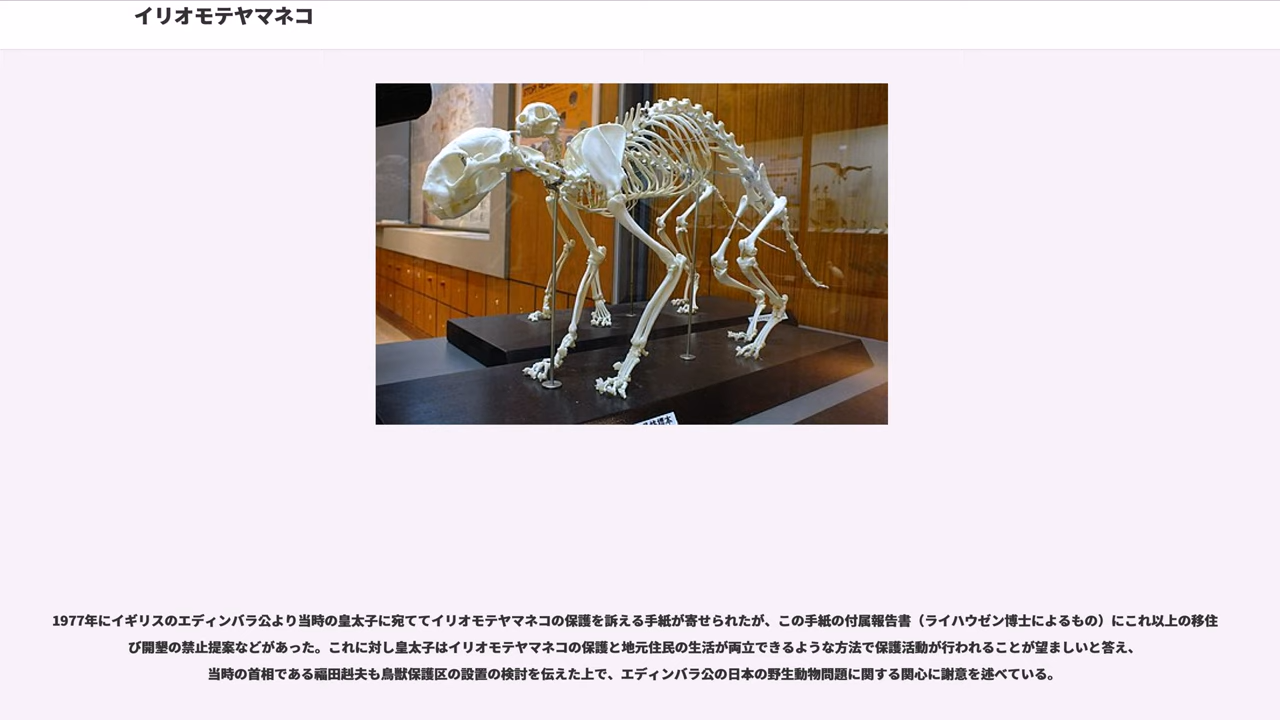 イリオモテヤマネコ
1977年にイギリスのエディンバラ公より当時の皇太子に宛ててイリオモテヤマネコの保護を訴える手紙が寄せられたが、この手紙の付属報告書（ライハウゼン博士によるもの）にこれ以上の移住
び開墾の禁止提案などがあった。これに対し皇太子はイリオモテヤマネコの保護と地元住民の生活が両立できるような方法で保護活動が行われることが望ましいと答え、
当時の首相である福田赳夫も鳥獣保護区の設置の検討を伝えた上で、エディンバラ公の日本の野生動物問題に関する関心に謝意を述べている。